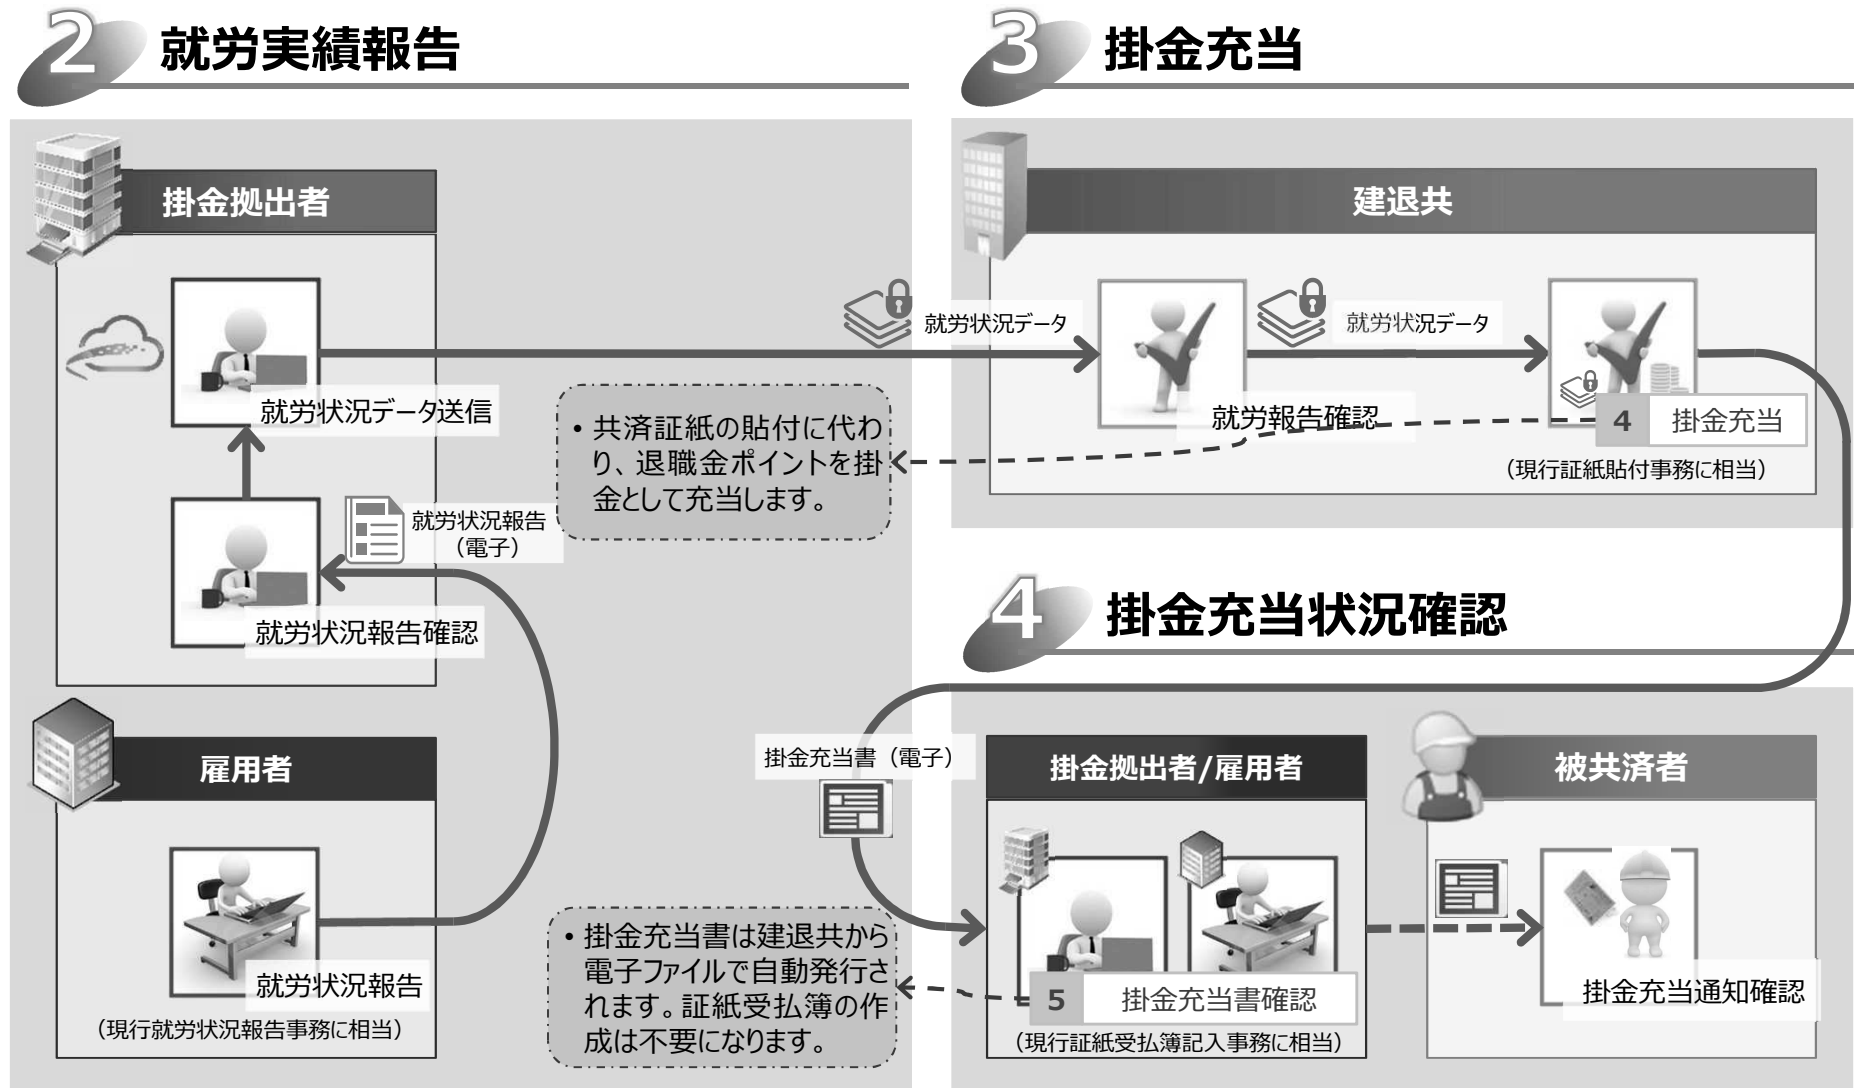 2 就労実績報告
掛金拠出者
就労状況データ送信
就労状況報告
（電子）
就労状況報告確認
雇用者
就労状況報告
（現行就労状況報告事務に相当）
就労状況データ
• 共済証紙の貼付に代わ
り、退職金ポイントを掛
金として充当します。
3 掛金充当
建退共
就労報告確認
就労状況データ
4 掛金充当
（現行証紙貼付事務に相当）
4 掛金充当状況確認
掛金充当書（電子）
• 掛金充当書は建退共から
電子ファイルで自動発行さ
れます。証紙受払簿の作
成は不要になります。
掛金拠出者/雇用者
5 掛金充当書確認
（現行証紙受払簿記入事務に相当）
被共済者
掛金充当通知確認